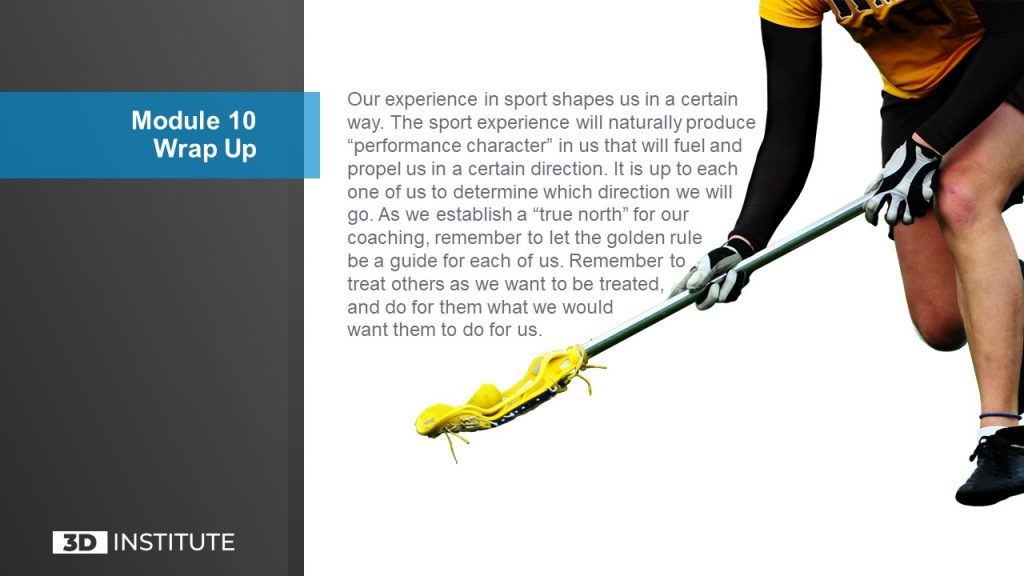 Module 10
Wrap Up
Our experience in sport shapes us in a certain
way. The sport experience will naturally produce
“performance character” in us that will fuel and
propel us in a certain direction. It is up to each
one of us to determine which direction we will
go. As we establish a “true north” for our
coaching, remember to let the golden rule
be a guide for each of us. Remember to
treat others as we want to be treated,
and do for them what we would
want them to do for us.
3D INSTITUTE